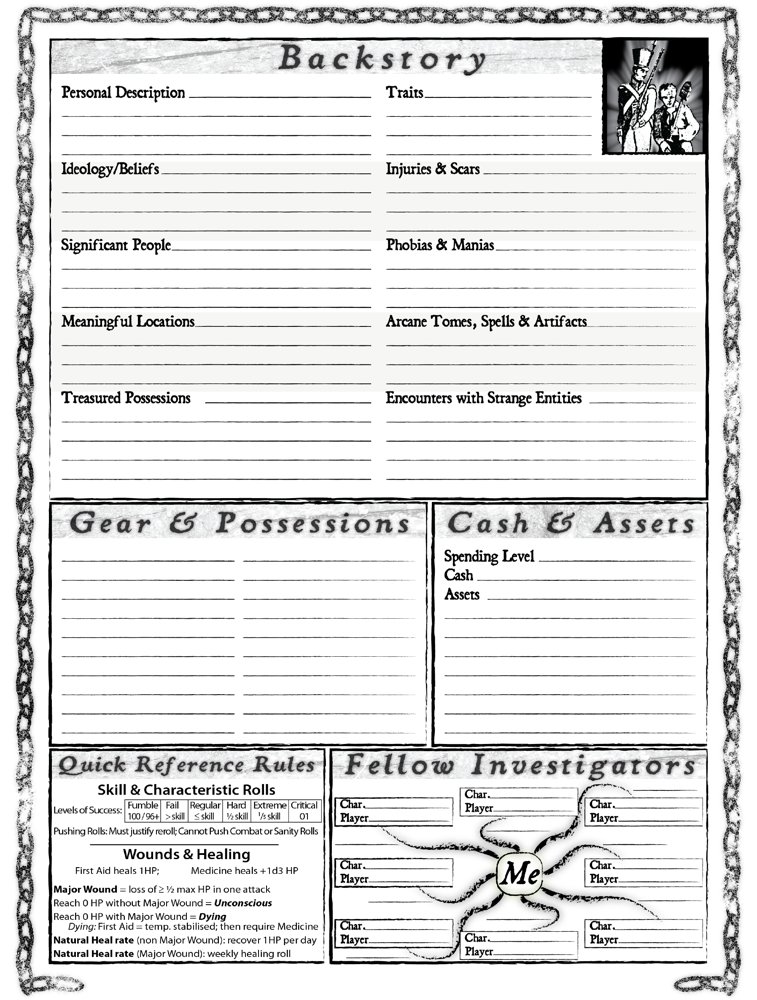 Backstory
Personal Description
Traits
Ideology/Beliefs
Injuries & Scars
Significant People
Phobias & Manias
Meaningful Locations
Arcane Tomes, Spells & Artifacts
Treasured Possessions
Encounters with Strange Entities
Gear & Possessions
Cash & Assets
Spending Level
Cash
Assets
Quick Reference Rules
Skill & Characteristic Rolls
Levels of Success: Fumble Fail Regular Hard Extreme Critical
100 / 96+ > skill ≤ skill ½ skill ⅕ skill 01
Pushing Rolls: Must justify reroll; Cannot Push Combat or Sanity Rolls
Wounds & Healing
First Aid heals 1HP; Medicine heals +1d3 HP
Major Wound = loss of ≥ ½ max HP in one attack
Reach 0 HP without Major Wound = Unconscious
Reach 0 HP with Major Wound = Dying
Dying: First Aid = temp. stabilised; then require Medicine
Natural Heal rate (non Major Wound): recover 1HP per day
Natural Heal rate (Major Wound): weekly healing roll
Fellow Investigators
Char.
Player
Char.
Player
Char.
Player
Char.
Player
Me
Char.
Player
Char.
Player
Char.
Player
Char.
Player